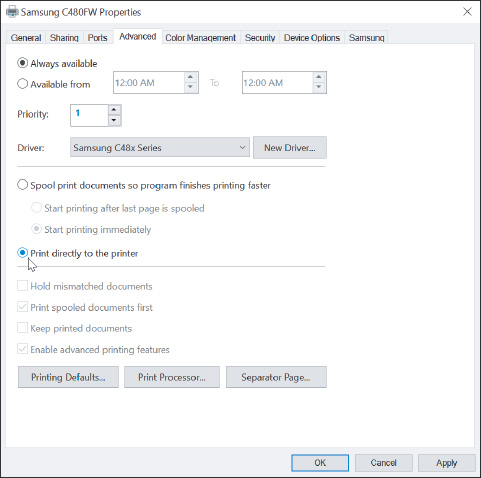 Samsung C480FW Properties
General Sharing Ports Advanced Color Management Security Device Options Samsung
Always available
Available from 12:00 AM To 12:00 AM
Priority: 1
Driver: Samsung C48x Series New Driver...
Spool print documents so program finishes printing faster
Start printing after last page is spooled
Start printing immediately
Print directly to the printer
Hold mismatched documents
Print spooled documents first
Keep printed documents
Enable advanced printing features
Printing Defaults... Print Processor... Separator Page...
OK Cancel Apply